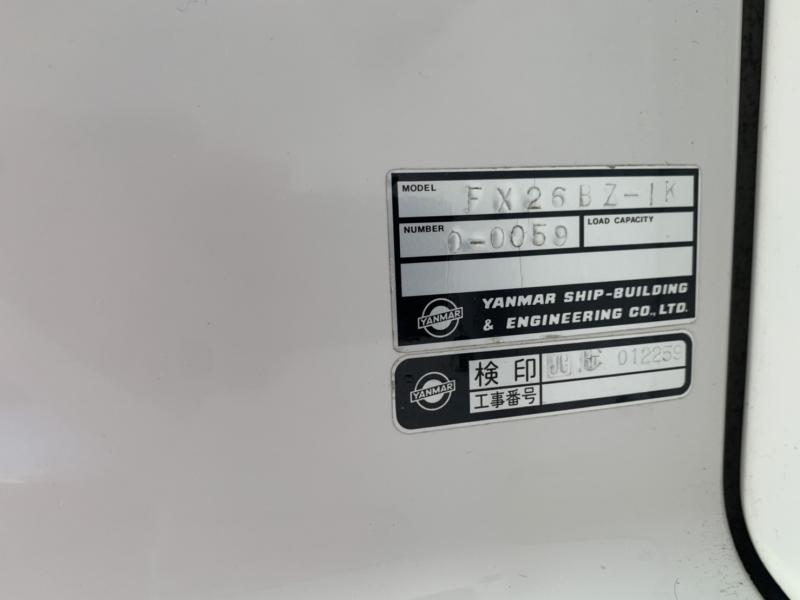 MODEL FX26BZ-1K
NUMBER 0-0059 LOAD CAPACITY
YANMAR YANMAR SHIP-BUILDING
& ENGINEERING CO., LTD.
YANMAR 検印 012259
工事番号